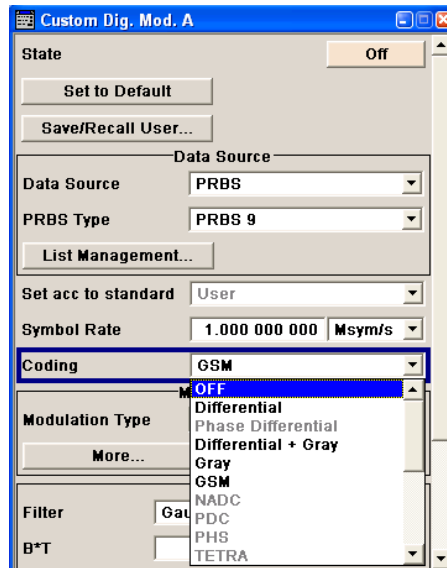 Custom Dig. Mod. A
State Off
Set to Default
Save/Recall User...
Data Source
Data Source PRBS
PRBS Type PRBS 9
List Management...
Set acc to standard User
Symbol Rate 1.000 000 000 Msym/s
Coding GSM
OFF
Differential
Phase Differential
Differential + Gray
Gray
GSM
NADC
PDC
PHS
TETRA
M
Modulation Type
More...
Filter Gau
B*T